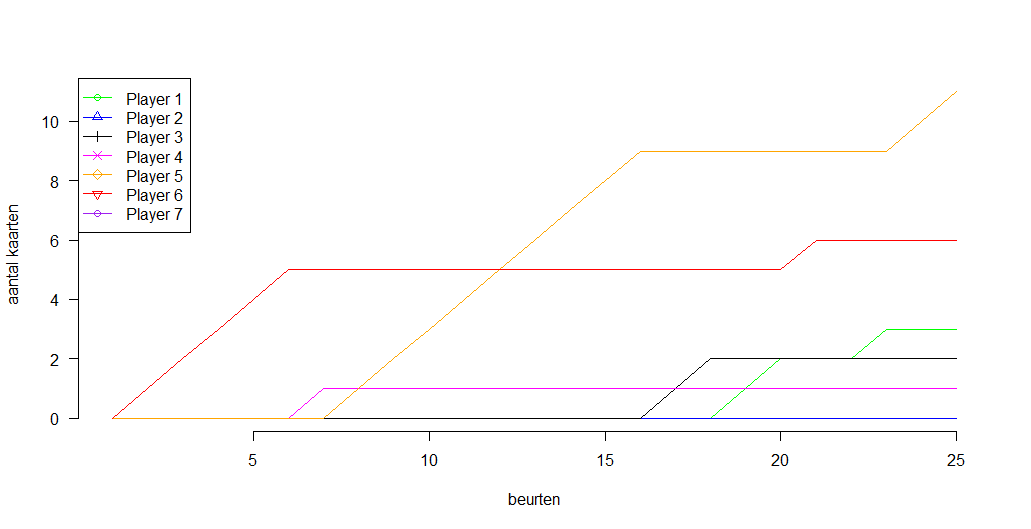 Player 1
Player 2
Player 3
Player 4
Player 5
Player 6
Player 7
10
8
6
4
2
0
aantal kaarten
5 10 15 20 25
beurten